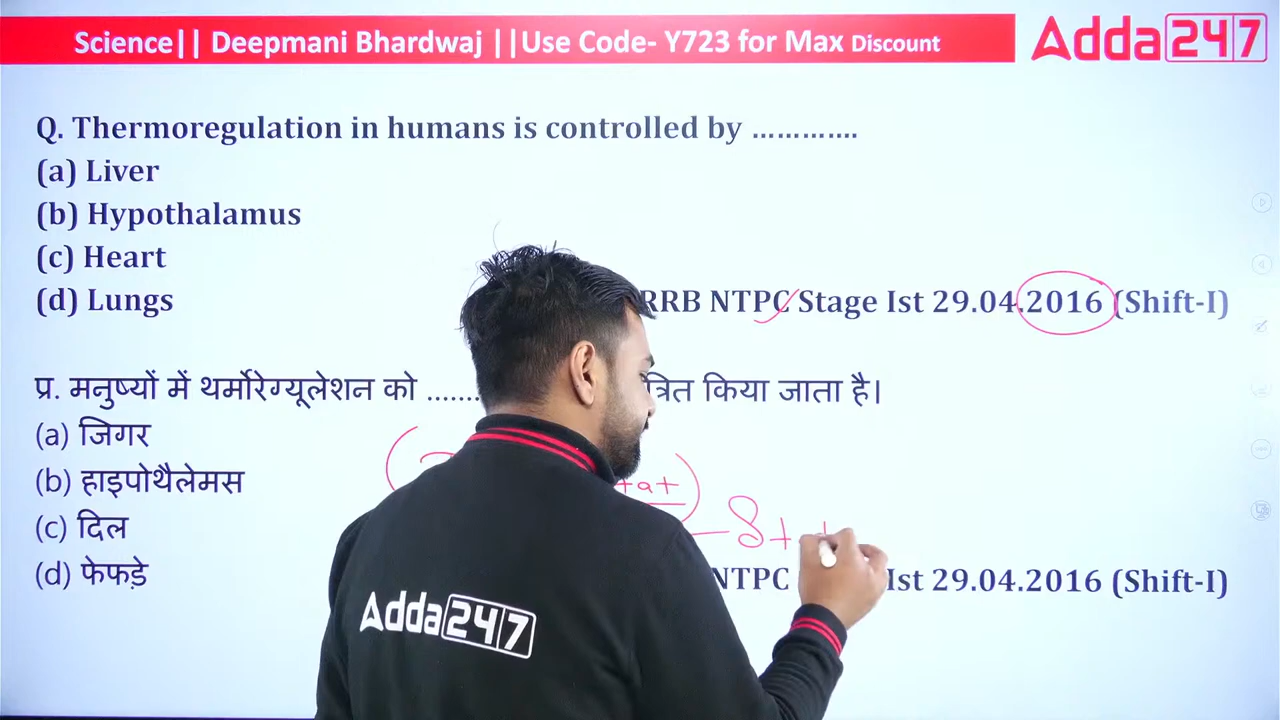 Science|| Deepmani Bhardwaj ||Use Code- Y723 for Max Discount
Adda247
Q. Thermoregulation in humans is controlled by ………….
(a) Liver
(b) Hypothalamus
(c) Heart
(d) Lungs
RRB NTPC Stage Ist 29.04.2016 (Shift-I)
प्र. मनुष्यों में थर्मोरेग्यूलेशन को ....... त्रित किया जाता है।
(a) जिगर
(b) हाइपोथैलेमस
(c) दिल
(d) फेफड़े
NTPC Ist 29.04.2016 (Shift-I)
Adda247